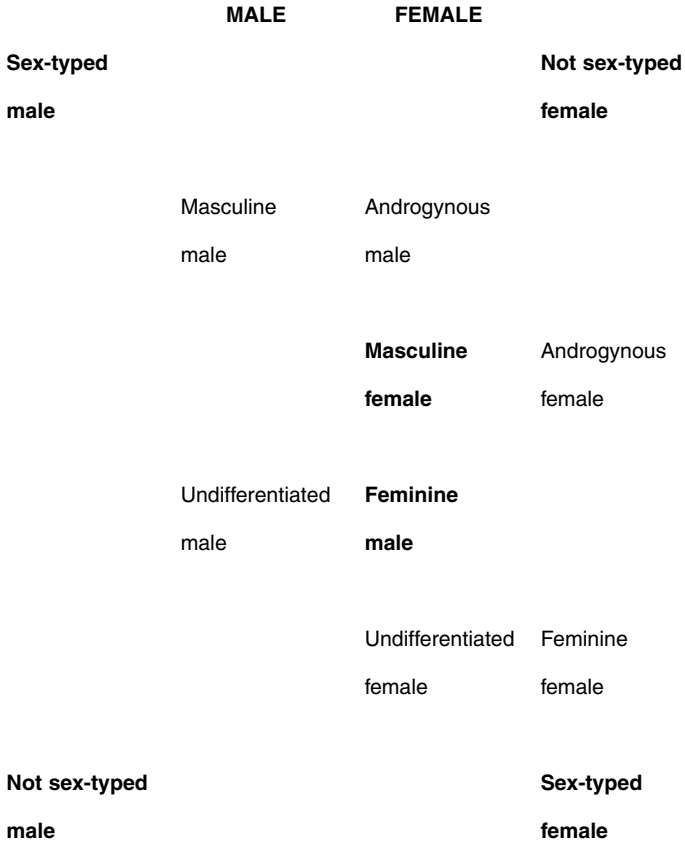 MALE FEMALE
Sex-typed Not sex-typed
male female
Masculine Androgynous
male male
Masculine Androgynous
female female
Undifferentiated Feminine
male male
Undifferentiated Feminine
female female
Not sex-typed Sex-typed
male female